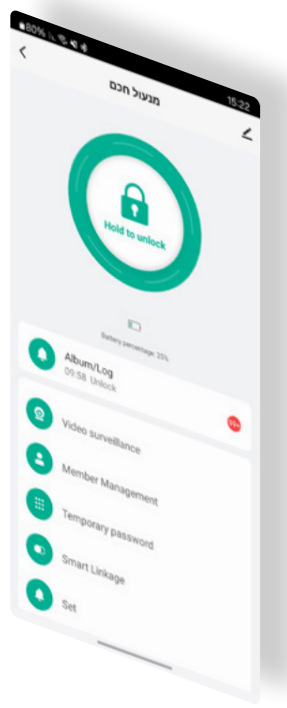 80% 15:22
מנעול חכם
Hold to unlock
Battery percentage: 25%
Album/Log
09:58 Unlock
99+
Video surveillance
Member Management
Temporary password
Smart Linkage
Set